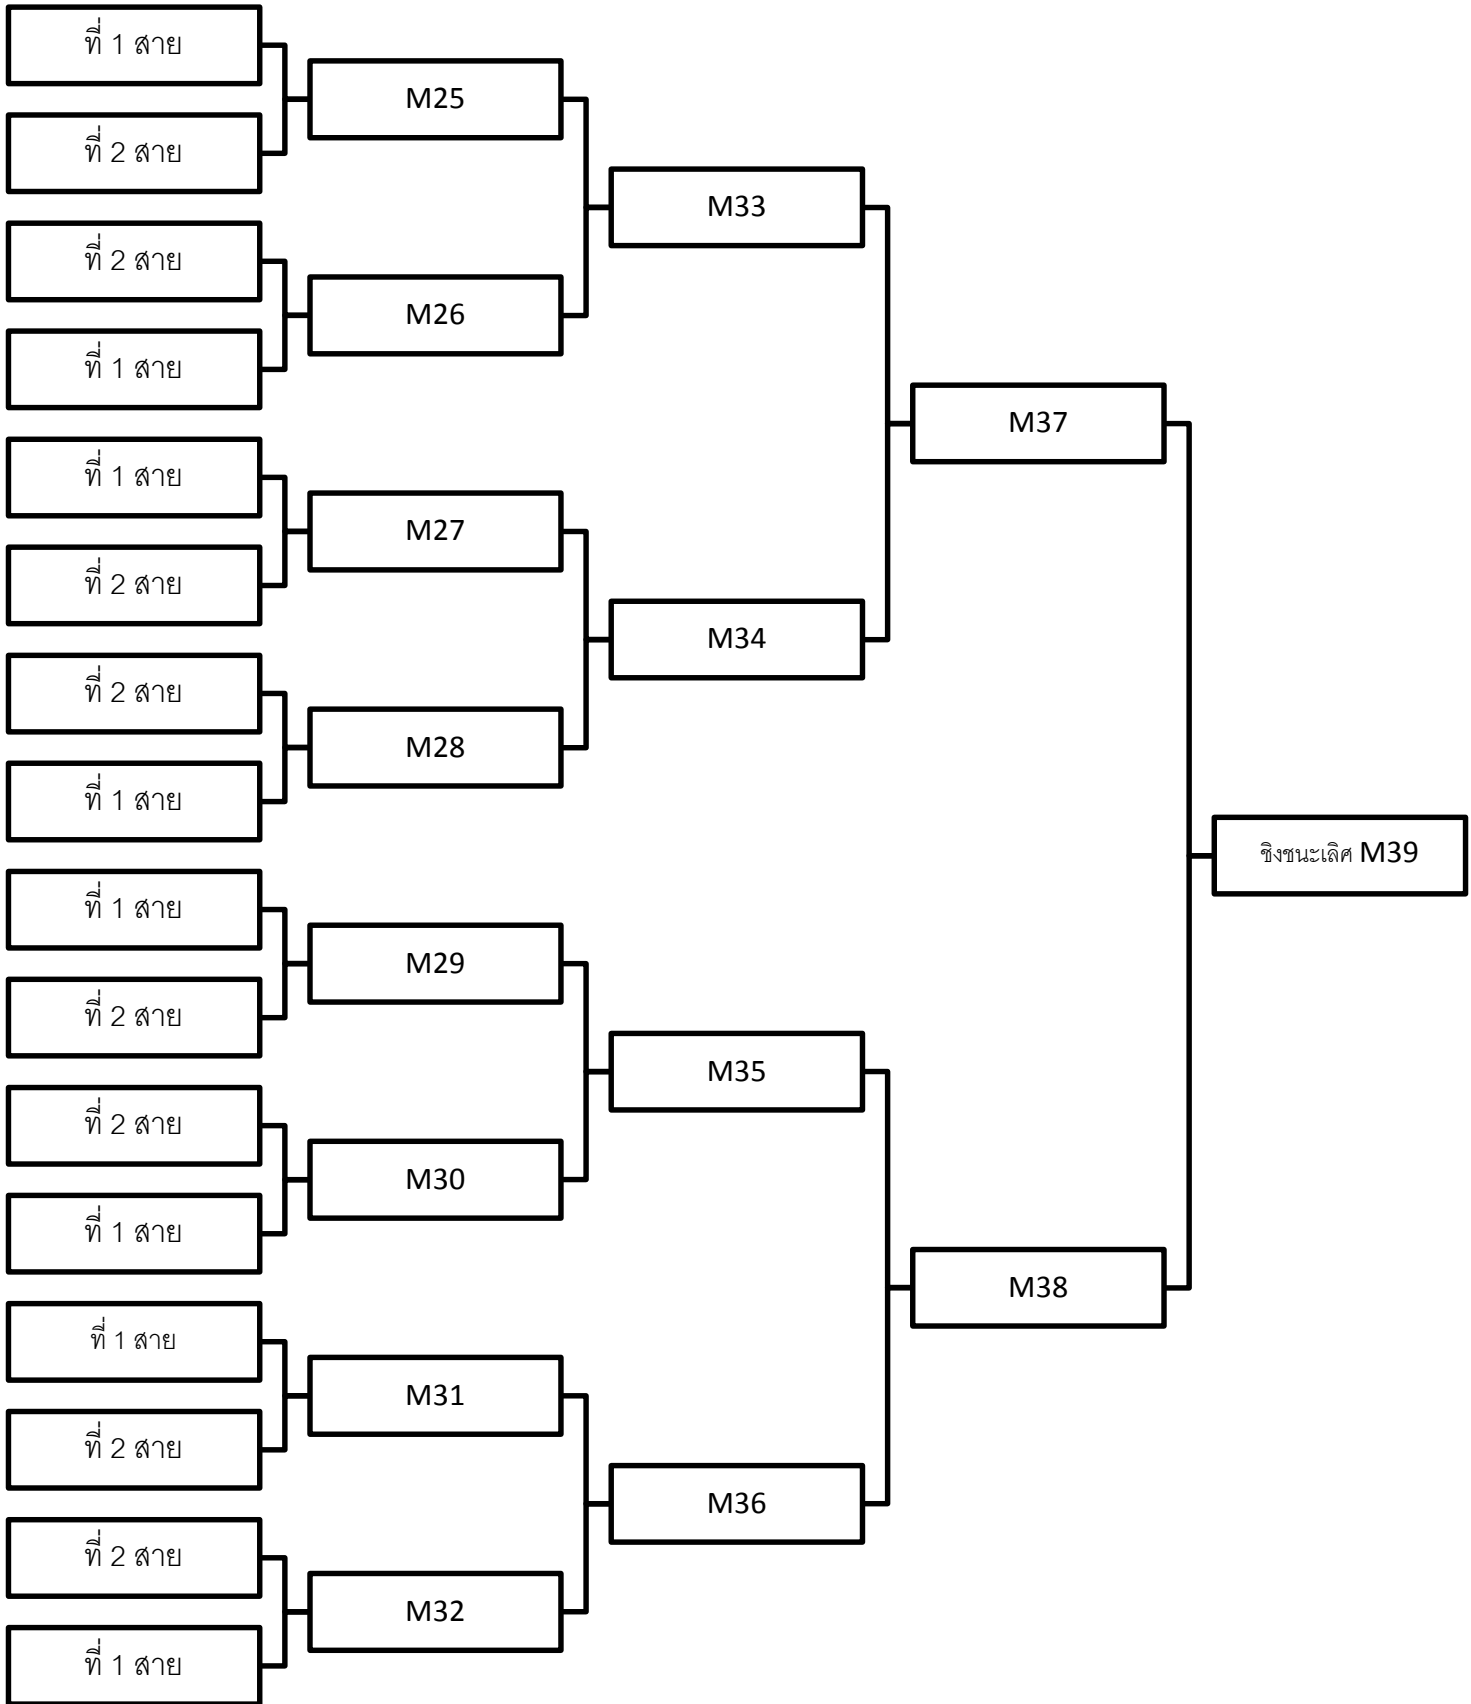 ที่ 1 สาย
ที่ 2 สาย
ที่ 2 สาย
ที่ 1 สาย
ที่ 1 สาย
ที่ 2 สาย
ที่ 2 สาย
ที่ 1 สาย
ที่ 1 สาย
ที่ 2 สาย
ที่ 2 สาย
ที่ 1 สาย
ที่ 1 สาย
ที่ 2 สาย
ที่ 2 สาย
ที่ 1 สาย
M25
M26
M27
M28
M29
M30
M31
M32
M33
M34
M35
M36
M37
M38
ชิงชนะเลิศ M39